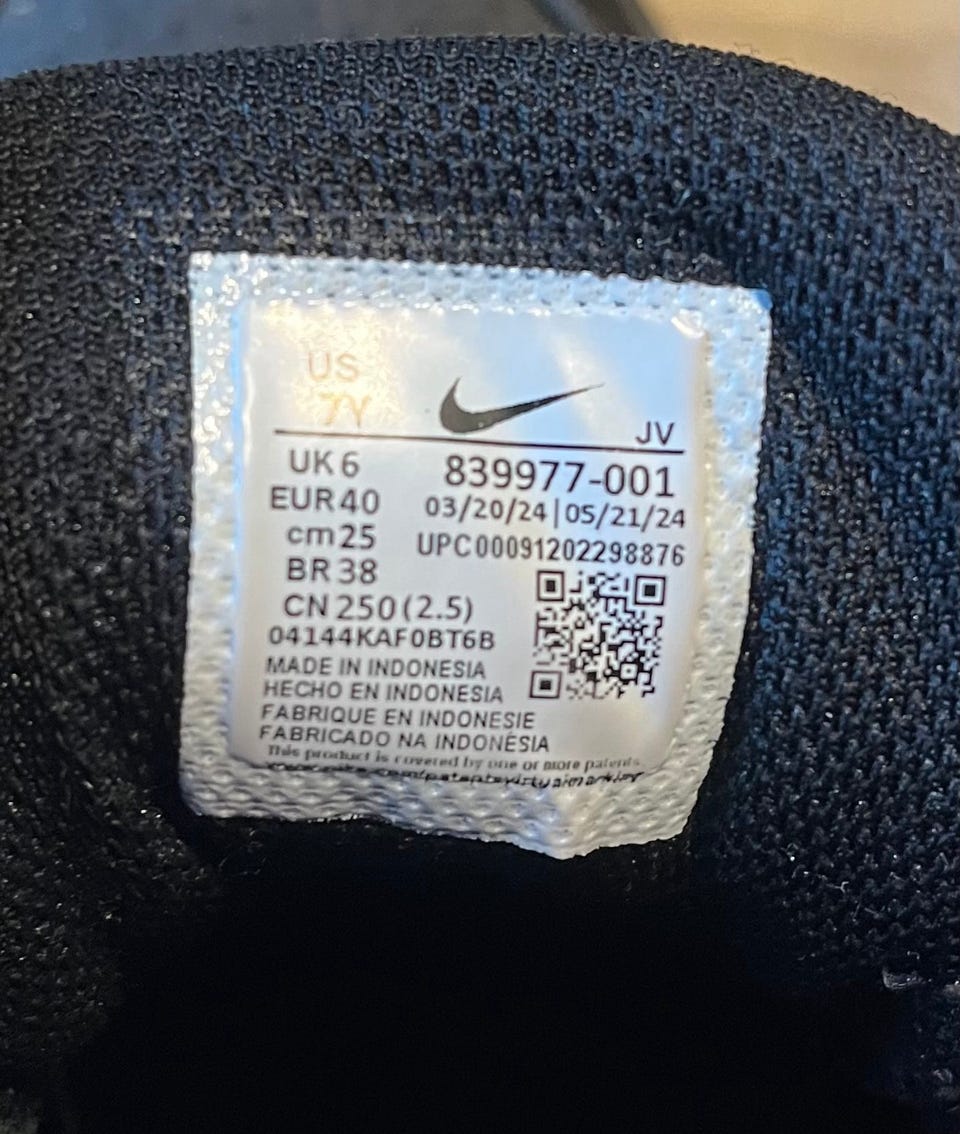 US
7Y
JV
UK 6
839977-001
EUR 40
03/20/24 | 05/21/24
cm 25
UPC00091202298876
BR 38
CN 250 (2.5)
04144KAF0BT6B
MADE IN INDONESIA
HECHO EN INDONESIA
FABRIQUE EN INDONESIE
FABRICADO NA INDONÉSIA
This product is covered by one or more patents.